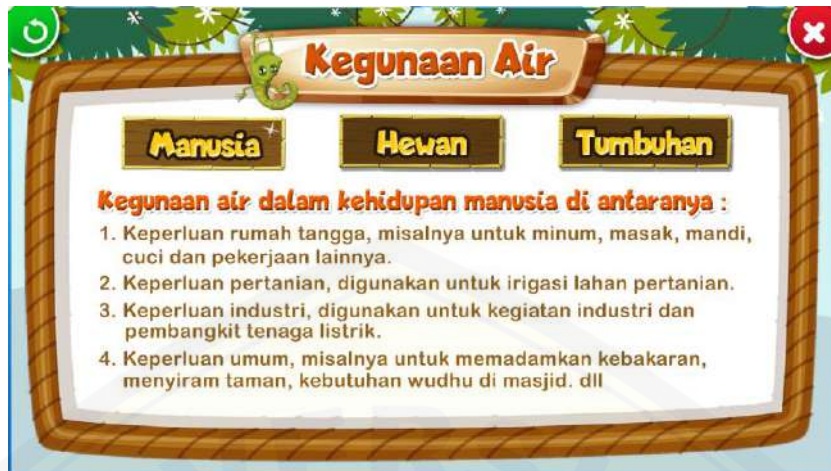 Kegunaan Air
Manusia Hewan Tumbuhan
Kegunaan air dalam kehidupan manusia di antaranya :
1. Keperluan rumah tangga, misalnya untuk minum, masak, mandi,
cuci dan pekerjaan lainnya.
2. Keperluan pertanian, digunakan untuk irigasi lahan pertanian.
3. Keperluan industri, digunakan untuk kegiatan industri dan
pembangkit tenaga listrik.
4. Keperluan umum, misalnya untuk memadamkan kebakaran,
menyiram taman, kebutuhan wudhu di masjid. dll